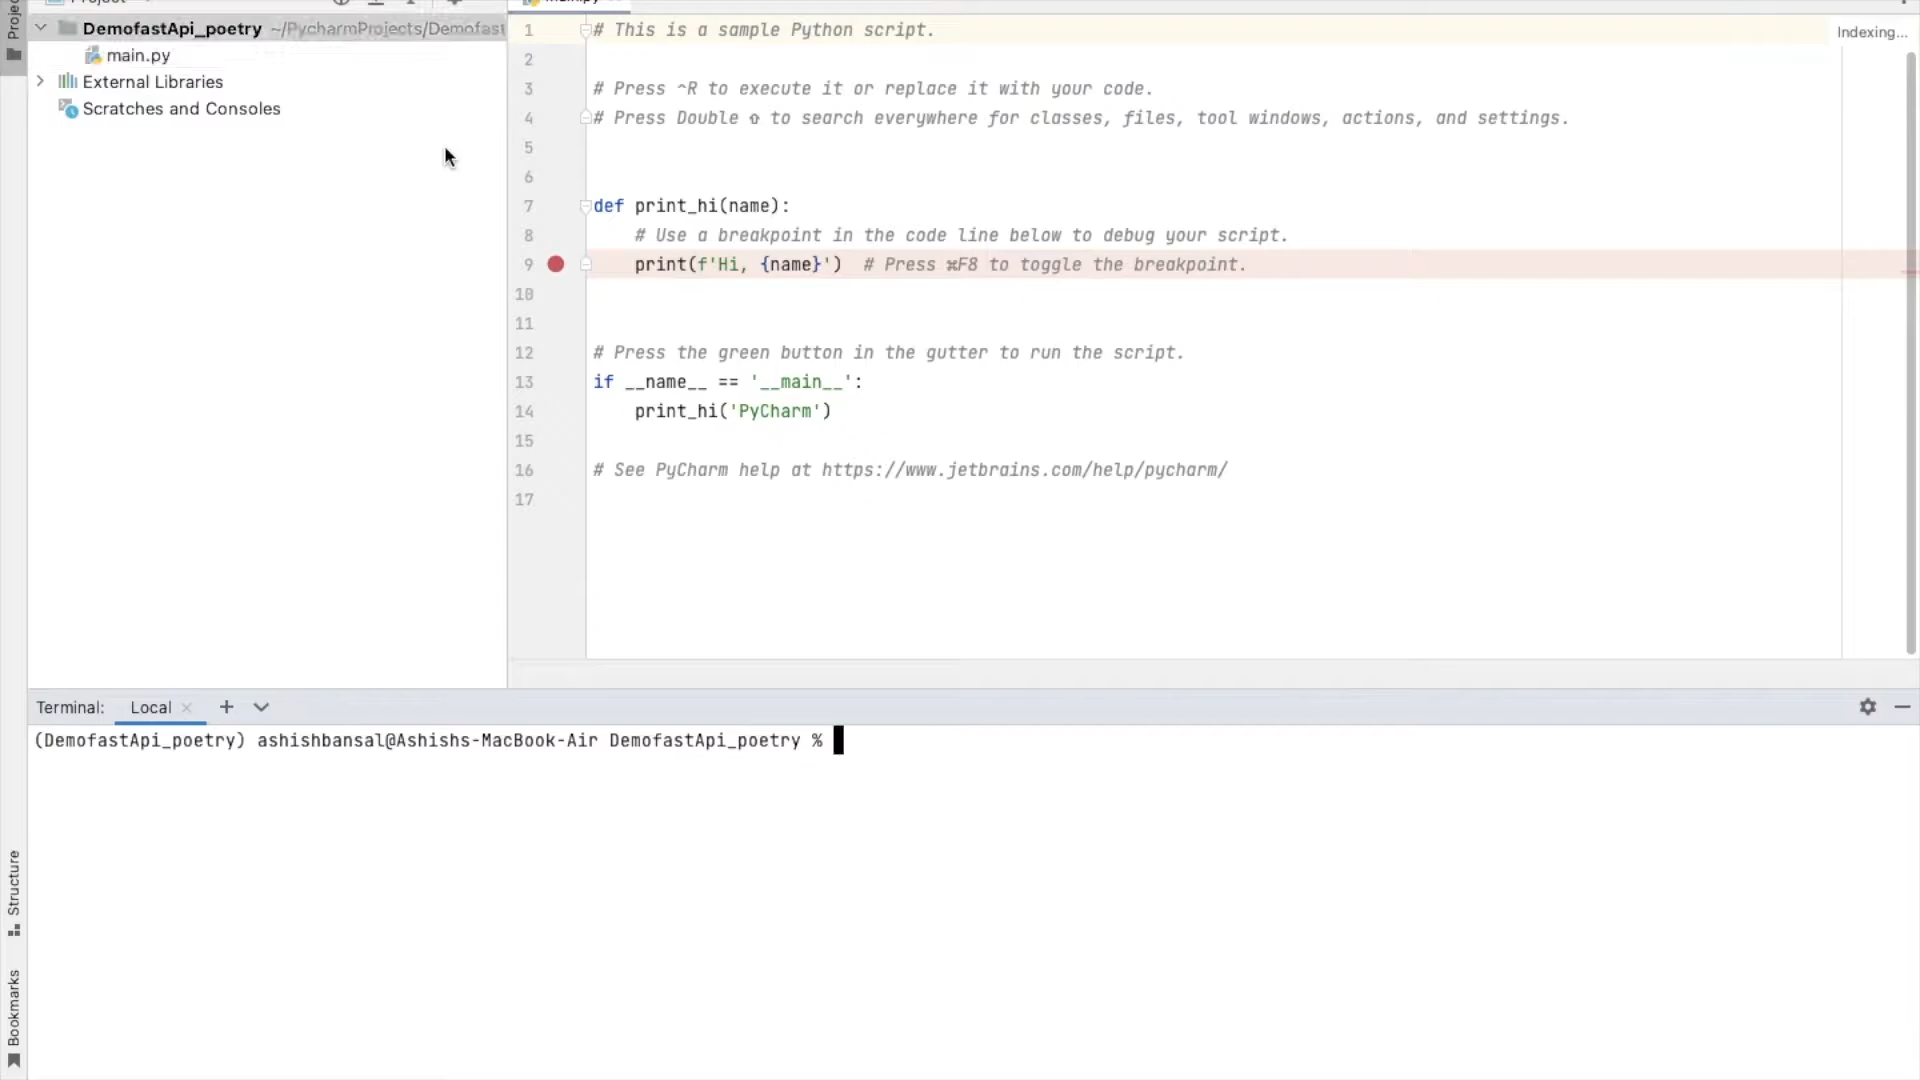 DemofastApi_poetry ~/PycharmProjects/Demofast
main.py
External Libraries
Scratches and Consoles
Indexing...
1 # This is a sample Python script.
2
3 # Press ⌃R to execute it or replace it with your code.
4 # Press Double ⇧ to search everywhere for classes, files, tool windows, actions, and settings.
5
6
7 def print_hi(name):
8     # Use a breakpoint in the code line below to debug your script.
9     print(f'Hi, {name}')  # Press ⌘F8 to toggle the breakpoint.
10
11
12 # Press the green button in the gutter to run the script.
13 if __name__ == '__main__':
14     print_hi('PyCharm')
15
16 # See PyCharm help at https://www.jetbrains.com/help/pycharm/
17
Structure
Bookmarks
Terminal: Local
(DemofastApi_poetry) ashishbansal@Ashishs-MacBook-Air DemofastApi_poetry %